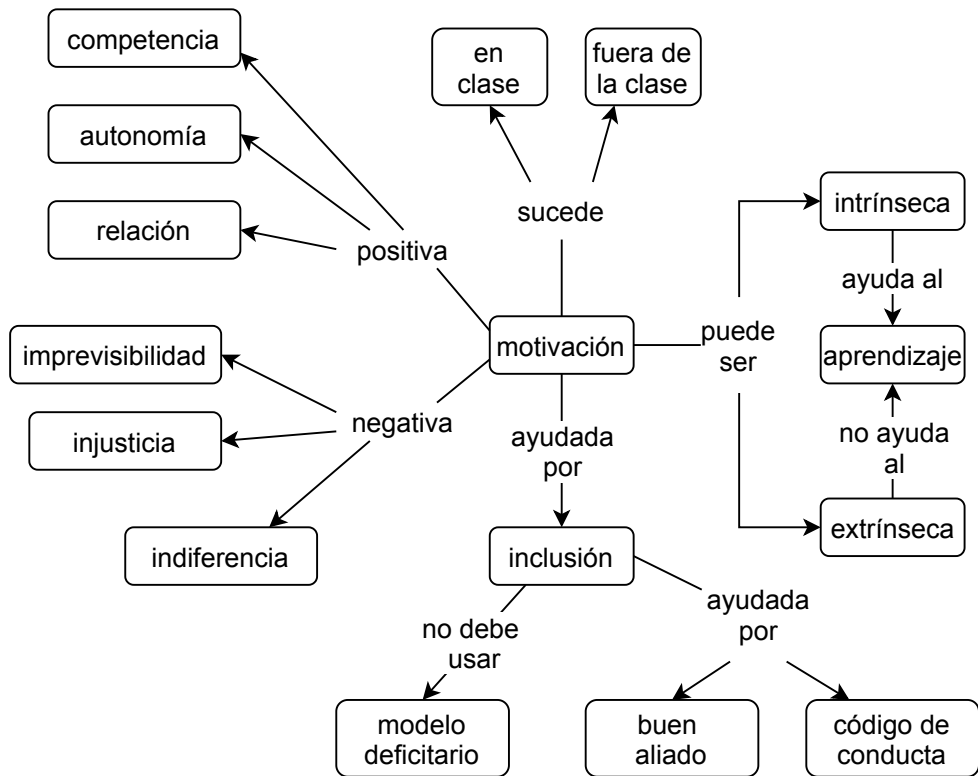 competencia
autonomía
relación
positiva
en
clase
fuera de
la clase
sucede
intrínseca
ayuda al
aprendizaje
no ayuda
al
extrínseca
puede
ser
motivación
imprevisibilidad
injusticia
negativa
indiferencia
ayudada
por
inclusión
no debe
usar
modelo
deficitario
ayudada
por
buen
aliado
código de
conducta